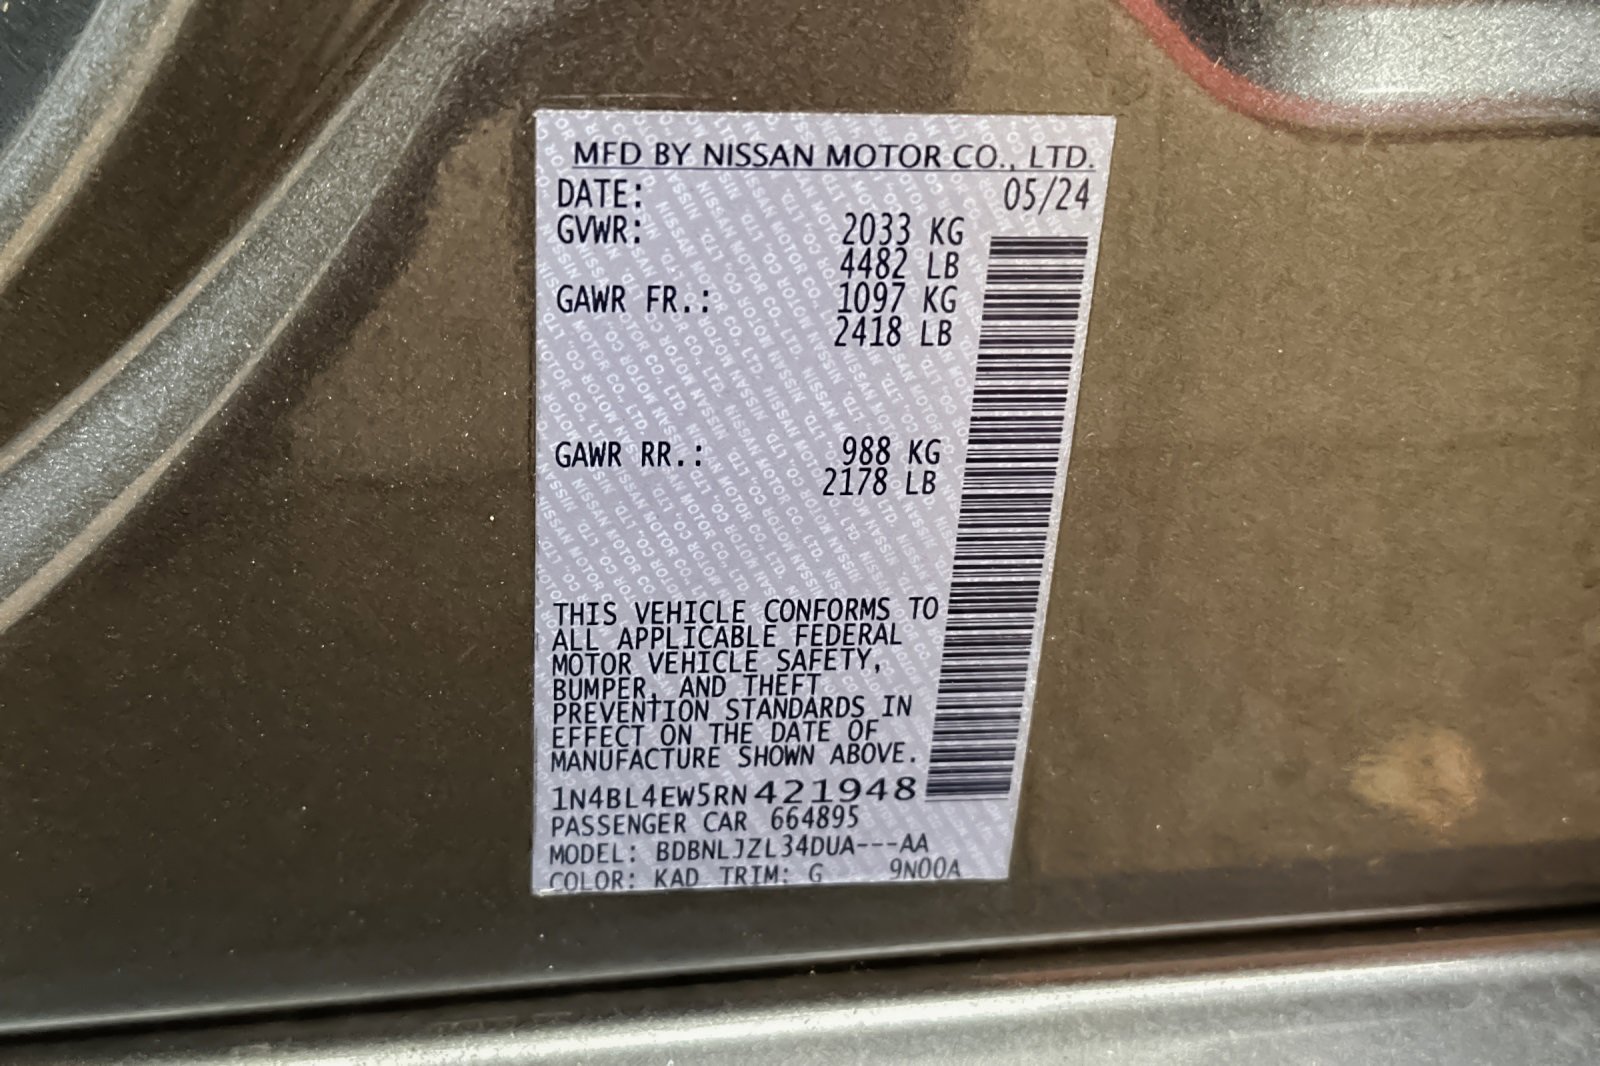 MFD BY NISSAN MOTOR CO., LTD.
DATE: 05/24
GVWR: 2033 KG
4482 LB
GAWR FR.: 1097 KG
2418 LB
GAWR RR.: 988 KG
2178 LB
THIS VEHICLE CONFORMS TO
ALL APPLICABLE FEDERAL
MOTOR VEHICLE SAFETY,
BUMPER, AND THEFT
PREVENTION STANDARDS IN
EFFECT ON THE DATE OF
MANUFACTURE SHOWN ABOVE.
1N4BL4EW5RN421948
PASSENGER CAR 664895
MODEL: BDBNLJZL34DUA---AA
COLOR: KAD TRIM: G 9N00A